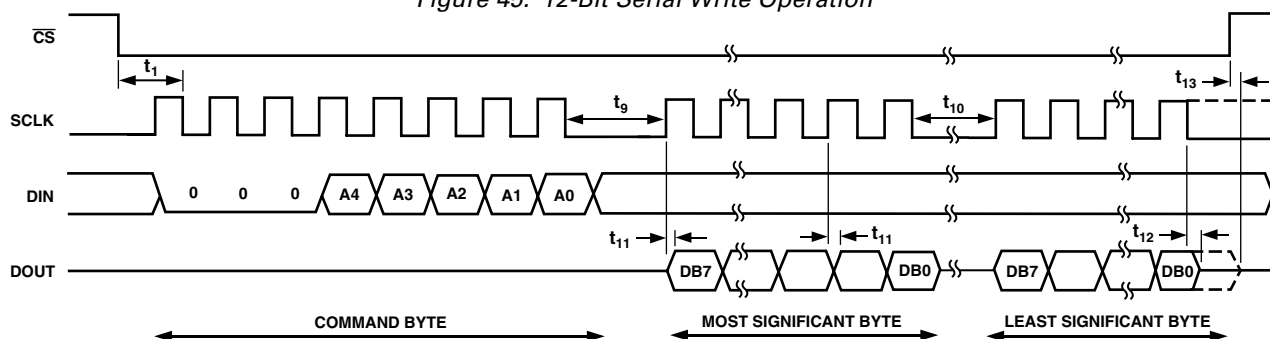 Figure 45. 12-Bit Serial Write Operation
CS
t1
t13
SCLK
t9
t10
DIN
0 0 0 A4 A3 A2 A1 A0
t11
t11
t12
DOUT
DB7 DB0 DB7 DB0
COMMAND BYTE MOST SIGNIFICANT BYTE LEAST SIGNIFICANT BYTE